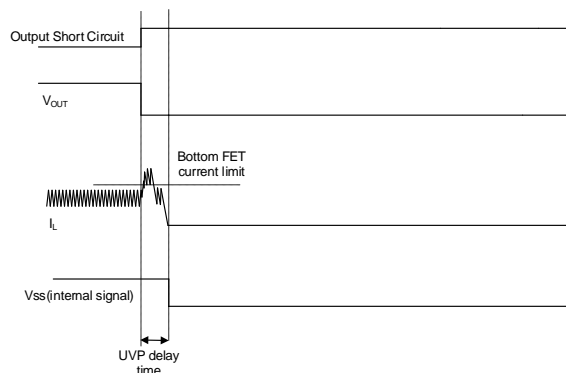 Output Short Circuit
VOUT
Bottom FET
current limit
IL
Vss(internal signal)
UVP delay
time